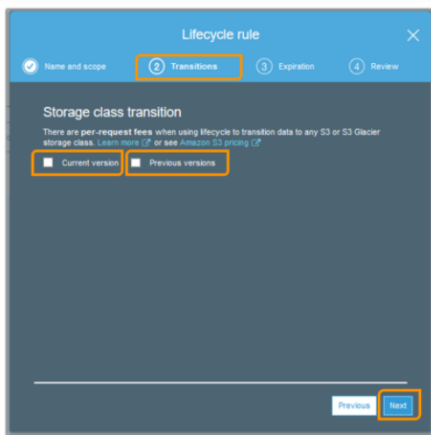 Lifecycle rule
Name and scope
2 Transitions
3 Expiration
4 Review
Storage class transition
There are per-request fees when using lifecycle to transition data to any S3 or S3 Glacier
storage class. Learn more or see Amazon S3 pricing
Current version Previous versions
Previous Next